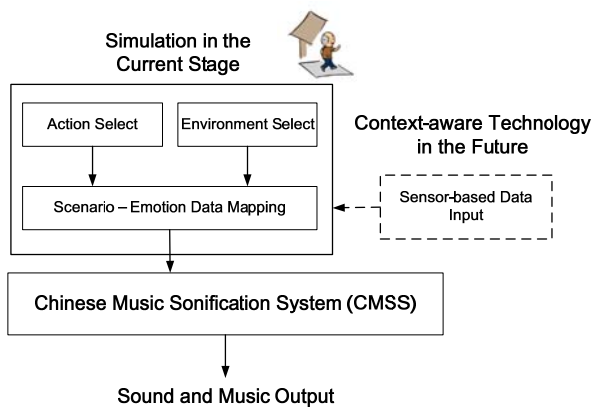 Simulation in the
Current Stage
Action Select
Environment Select
Context-aware Technology
in the Future
Scenario – Emotion Data Mapping
Sensor-based Data
Input
Chinese Music Sonification System (CMSS)
Sound and Music Output